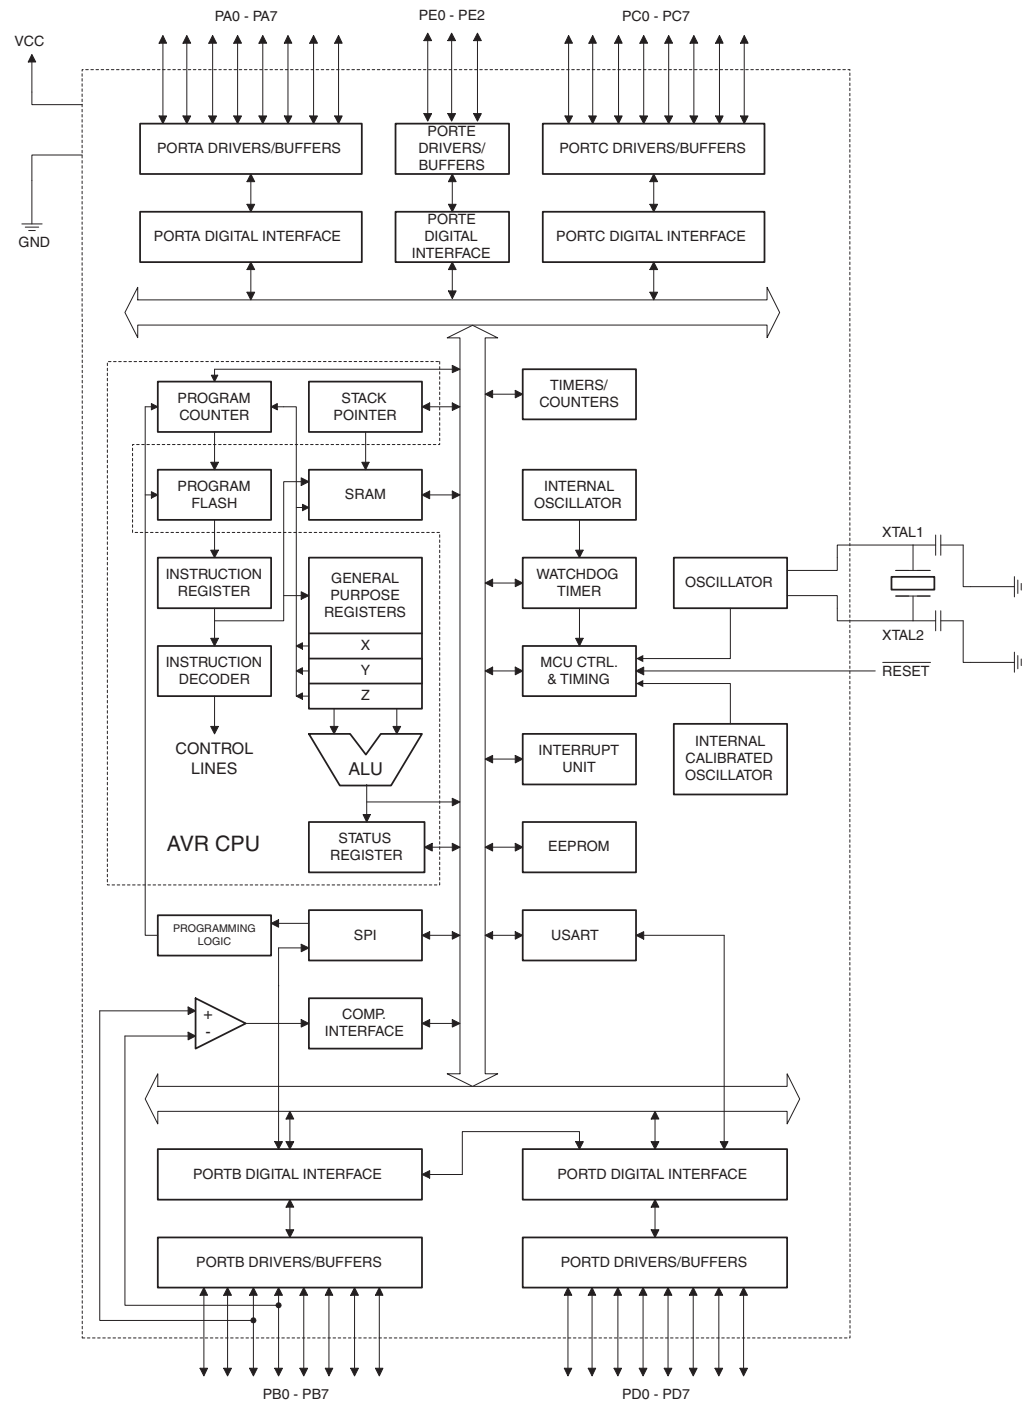 PA0 - PA7
PE0 - PE2
PC0 - PC7
VCC
PORTA DRIVERS/BUFFERS
PORTE
DRIVERS/
BUFFERS
PORTC DRIVERS/BUFFERS
GND
PORTA DIGITAL INTERFACE
PORTE
DIGITAL
INTERFACE
PORTC DIGITAL INTERFACE
PROGRAM
COUNTER
STACK
POINTER
TIMERS/
COUNTERS
PROGRAM
FLASH
SRAM
INTERNAL
OSCILLATOR
XTAL1
INSTRUCTION
REGISTER
GENERAL
PURPOSE
REGISTERS
WATCHDOG
TIMER
OSCILLATOR
XTAL2
X
Y
Z
INSTRUCTION
DECODER
MCU CTRL.
& TIMING
RESET
CONTROL
LINES
ALU
INTERRUPT
UNIT
INTERNAL
CALIBRATED
OSCILLATOR
AVR CPU
STATUS
REGISTER
EEPROM
PROGRAMMING
LOGIC
SPI
USART
+
-
COMP.
INTERFACE
PORTB DIGITAL INTERFACE
PORTD DIGITAL INTERFACE
PORTB DRIVERS/BUFFERS
PORTD DRIVERS/BUFFERS
PB0 - PB7
PD0 - PD7